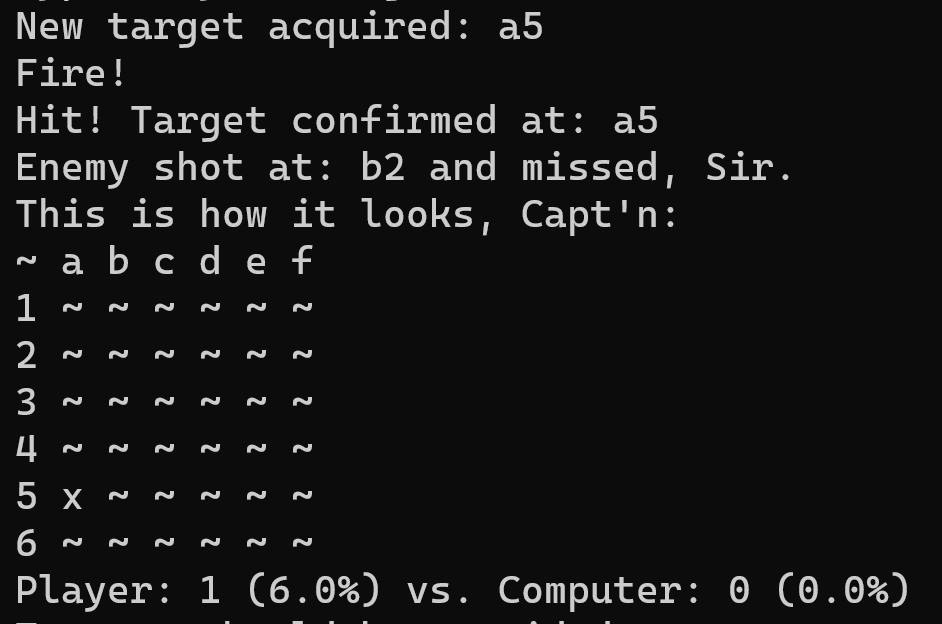 New target acquired: a5
Fire!
Hit! Target confirmed at: a5
Enemy shot at: b2 and missed, Sir.
This is how it looks, Capt'n:
~ a b c d e f
1 ~ ~ ~ ~ ~ ~
2 ~ ~ ~ ~ ~ ~
3 ~ ~ ~ ~ ~ ~
4 ~ ~ ~ ~ ~ ~
5 x ~ ~ ~ ~ ~
6 ~ ~ ~ ~ ~ ~
Player: 1 (6.0%) vs. Computer: 0 (0.0%)